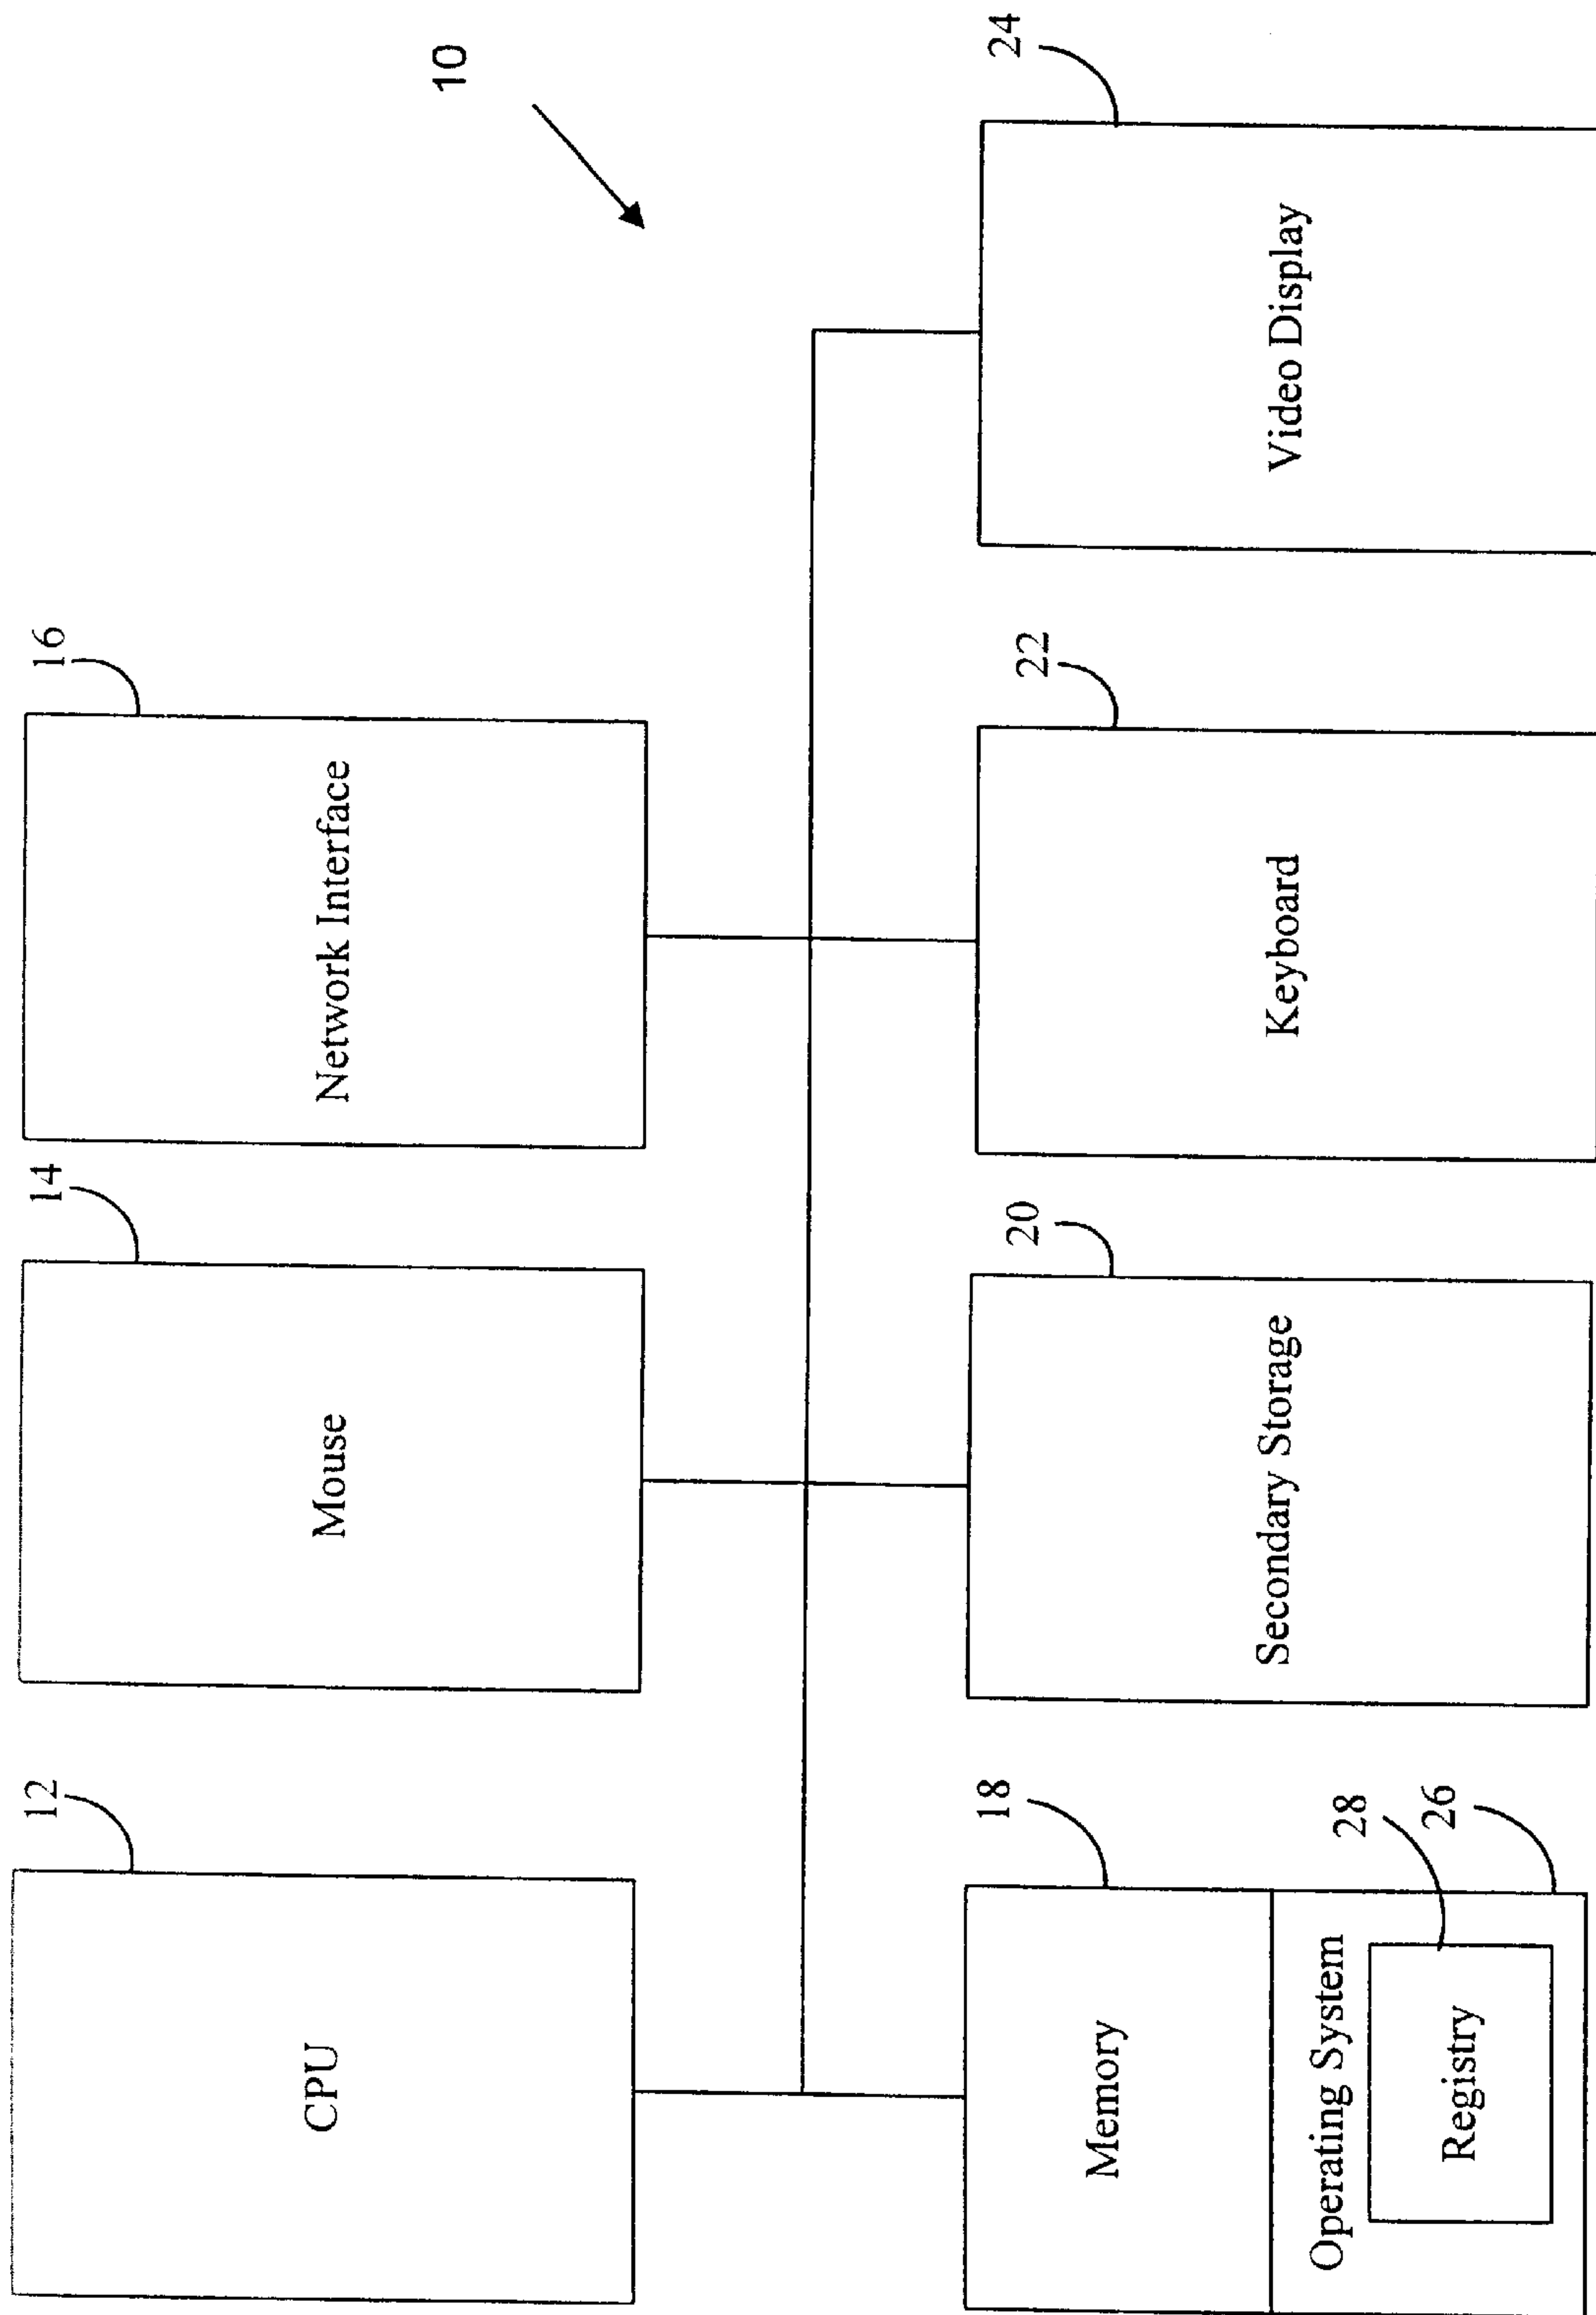 10
12
CPU
14
Mouse
16
Network Interface
18
Memory
Operating System
28
26
Registry
20
Secondary Storage
22
Keyboard
24
Video Display